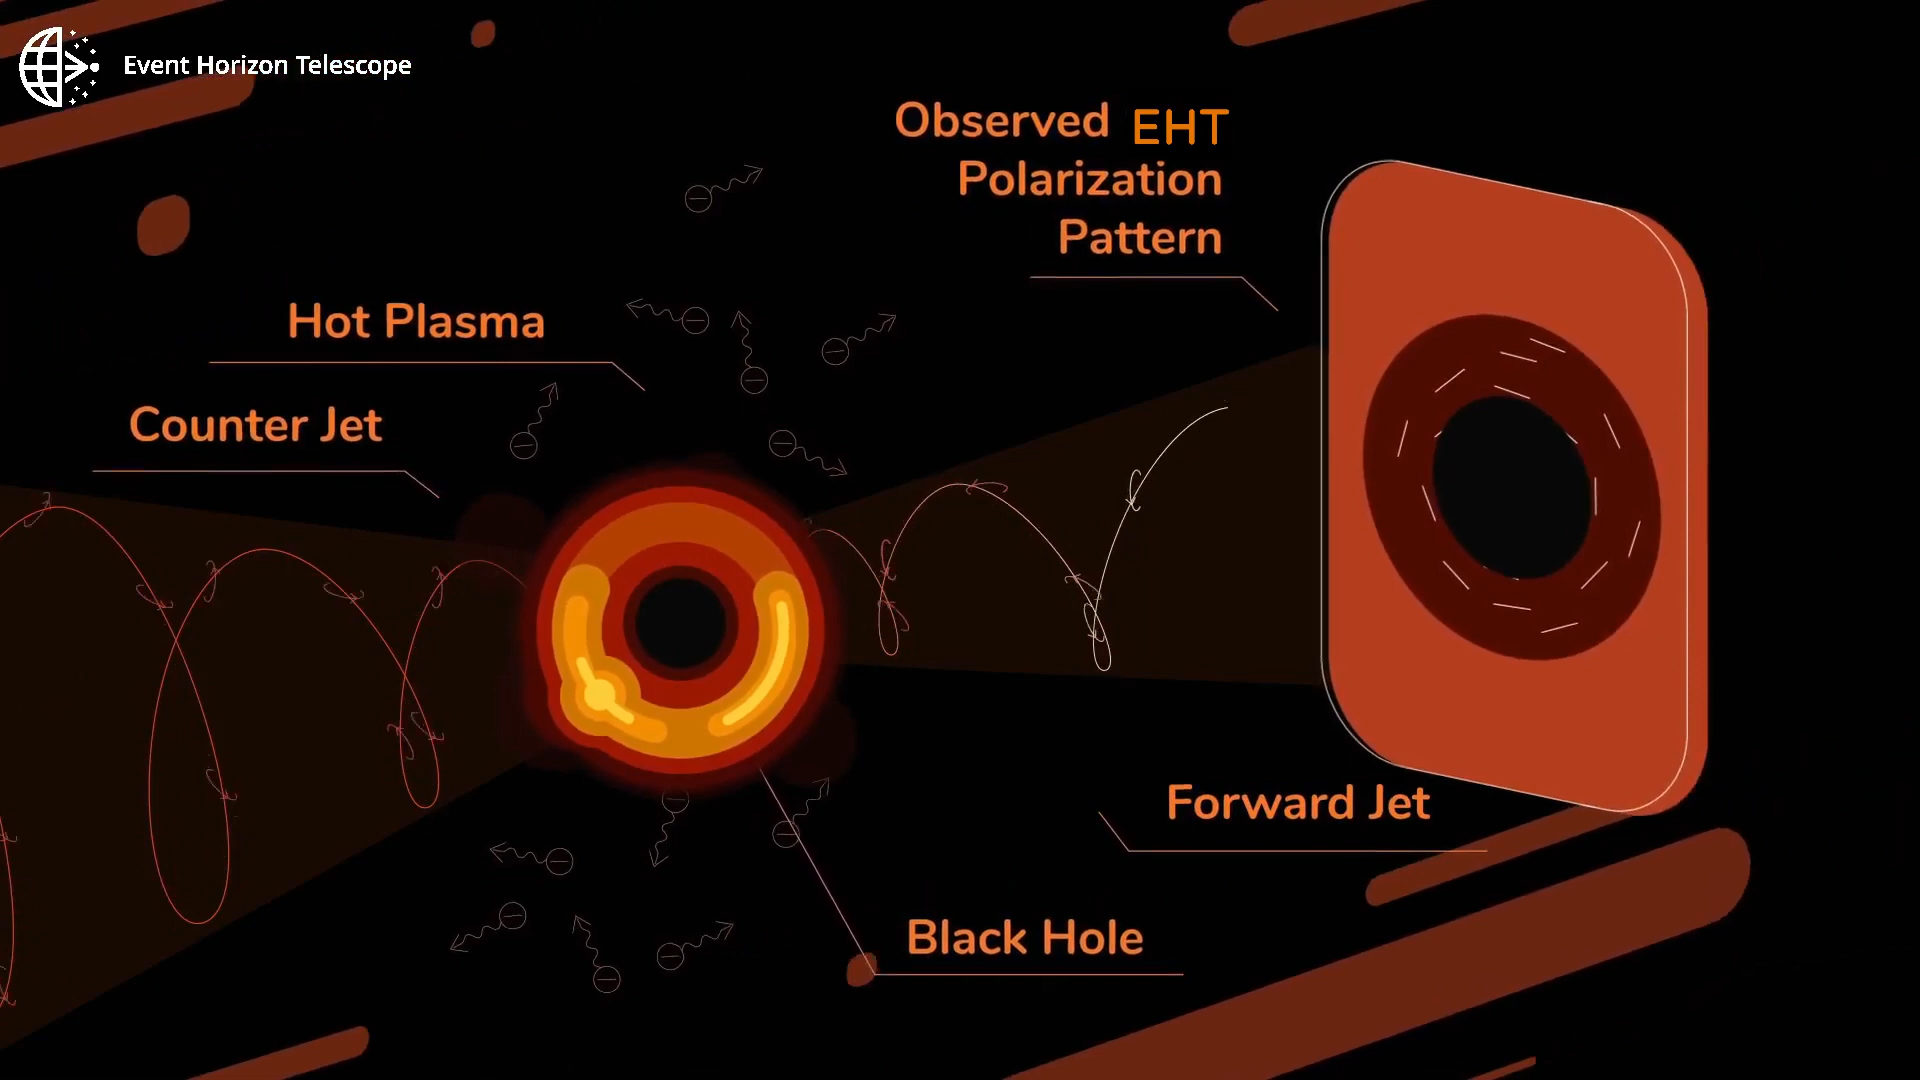 Event Horizon Telescope
Observed EHT
Polarization
Pattern
Hot Plasma
Counter Jet
Forward Jet
Black Hole